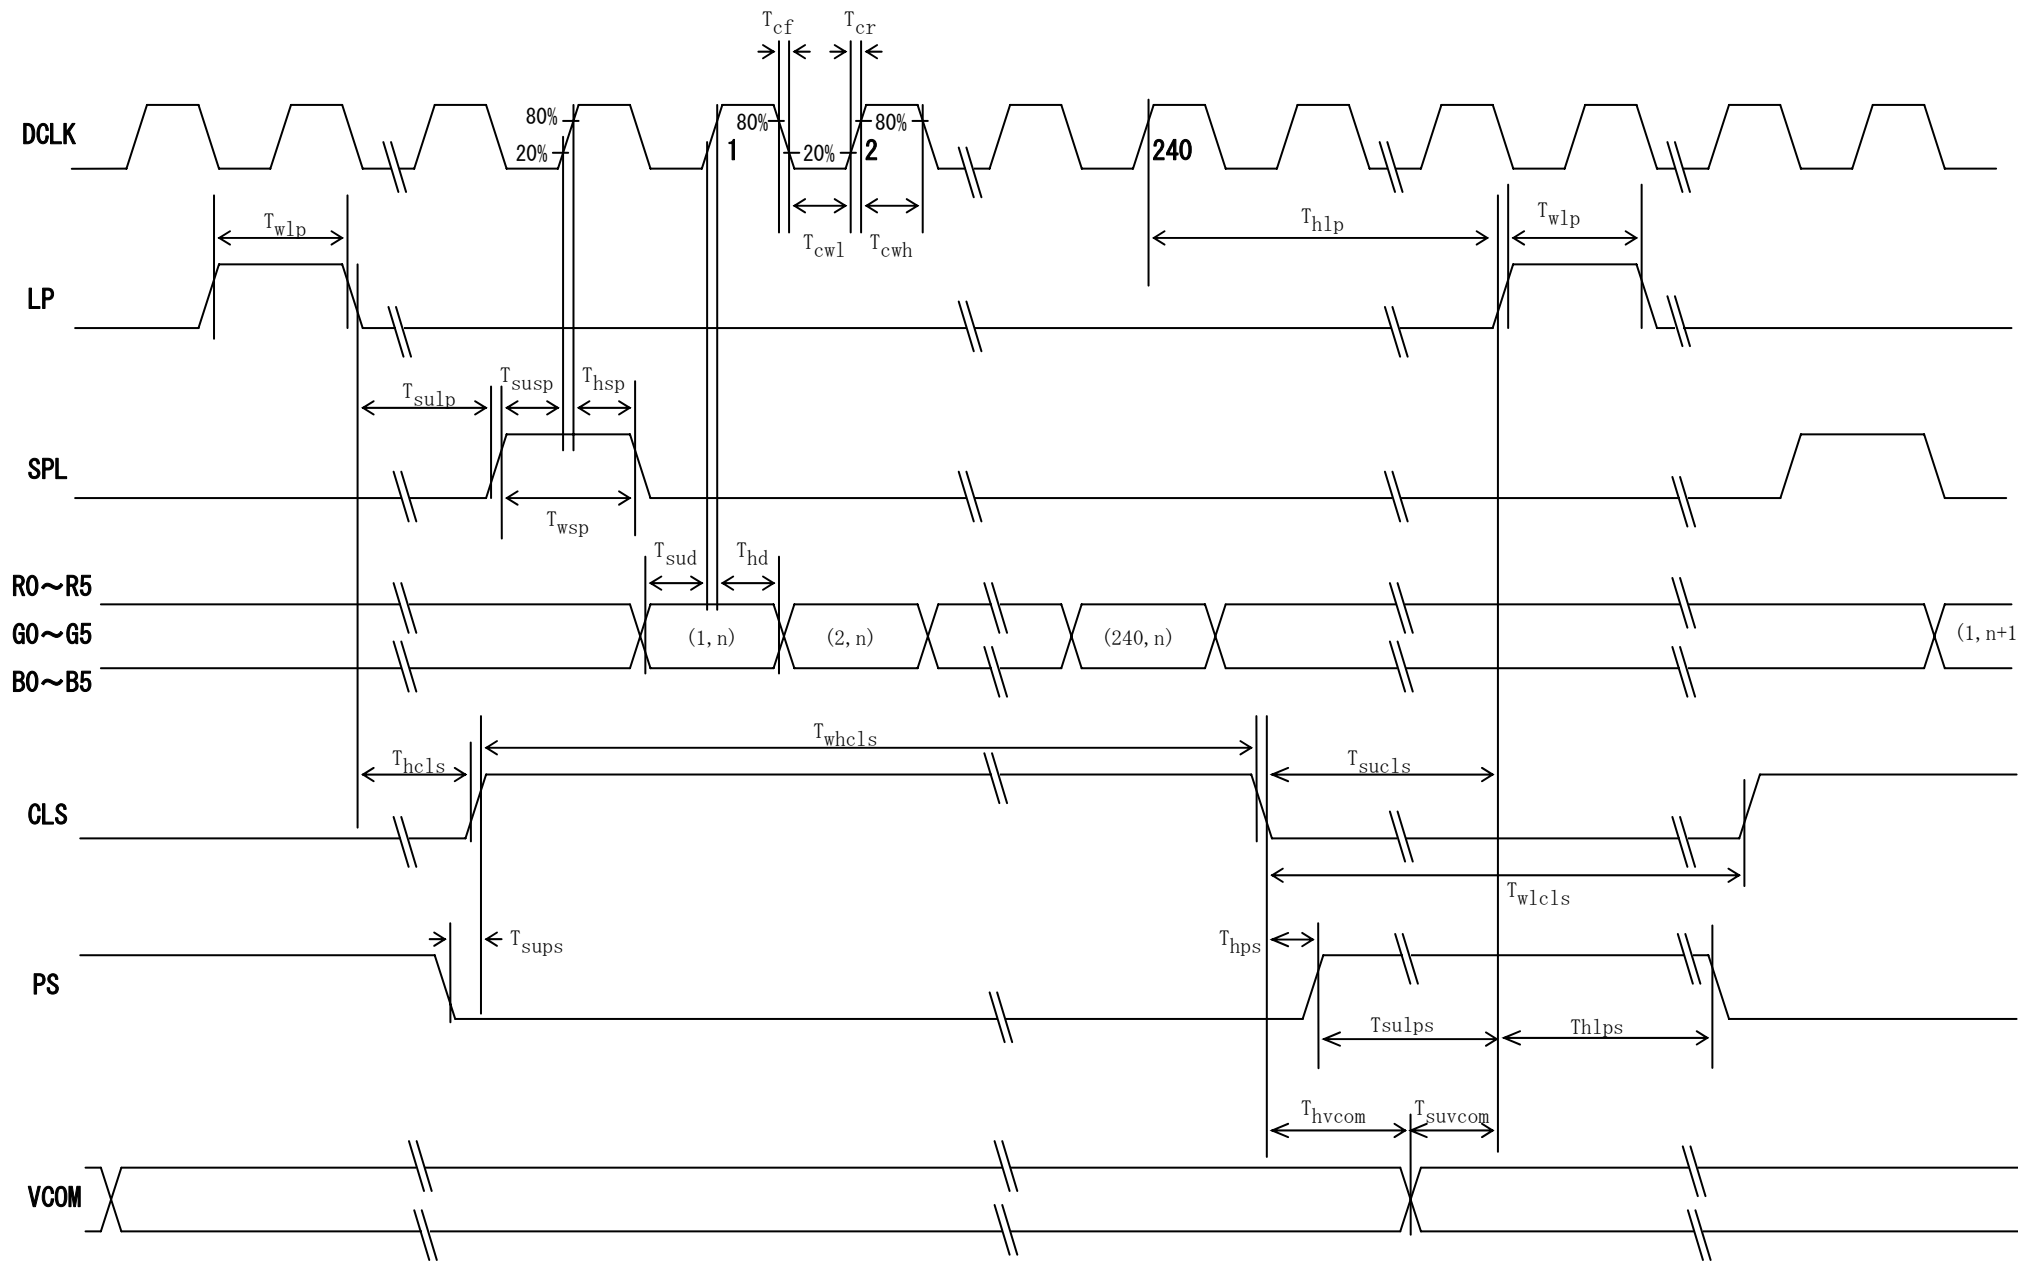 Tcf Tcr
DCLK 80% 20% 1 80% 20% 2 80% 240
Twlp Tcwl Tcwh Thlp Twlp
LP
Tsulp Tsusp Thsp
SPL
Twsp
Tsud Thd
R0～R5
G0～G5 (1,n) (2,n) (240,n) (1,n+1
B0～B5
Thcls Twhcls Tsucls
CLS
Twlcls
Tsups Thps
PS
Tsulps Thlps
Thvcom Tsuvcom
VCOM